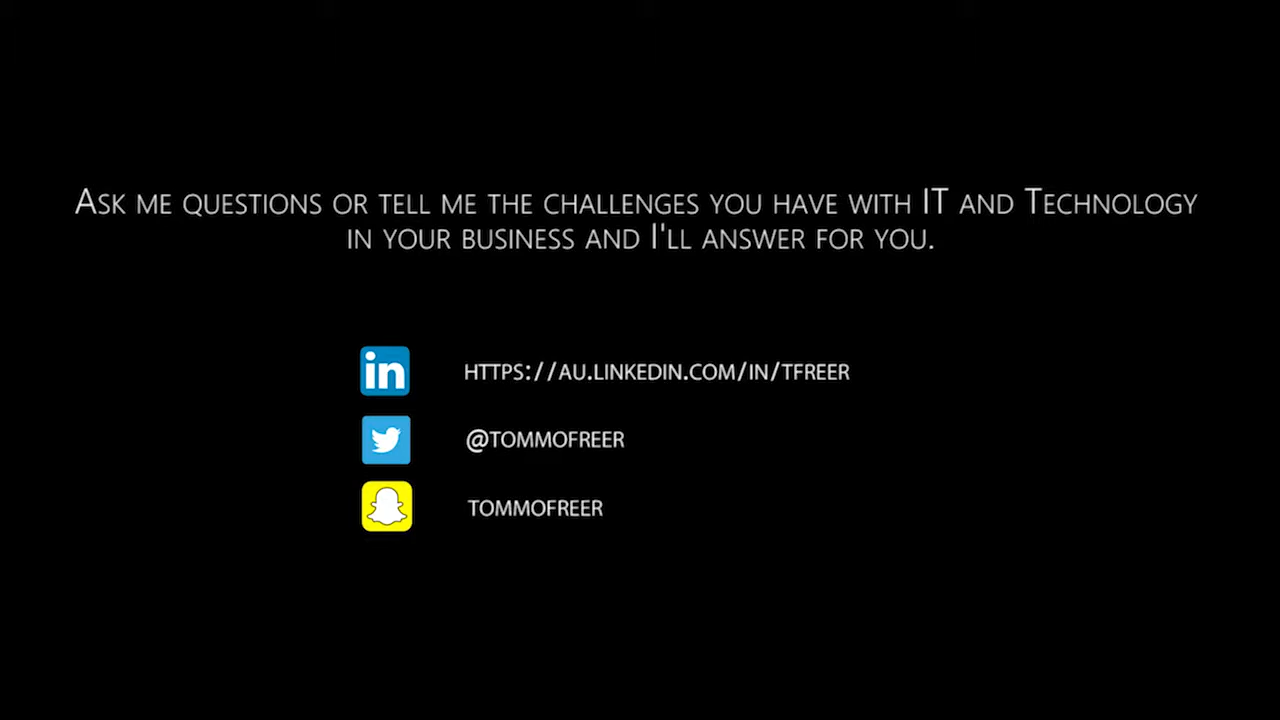 Ask me questions or tell me the challenges you have with IT and Technology
in your business and I'll answer for you.
in
https://au.linkedin.com/in/tfreer
@tommofreer
tommofreer